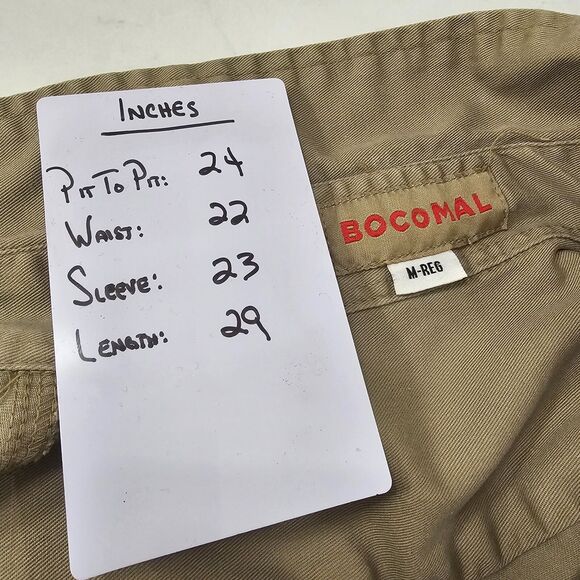 INCHES
PIT TO PIT: 24
WAIST: 22
SLEEVE: 23
LENGTH: 29
BOCOMAL
M-REG